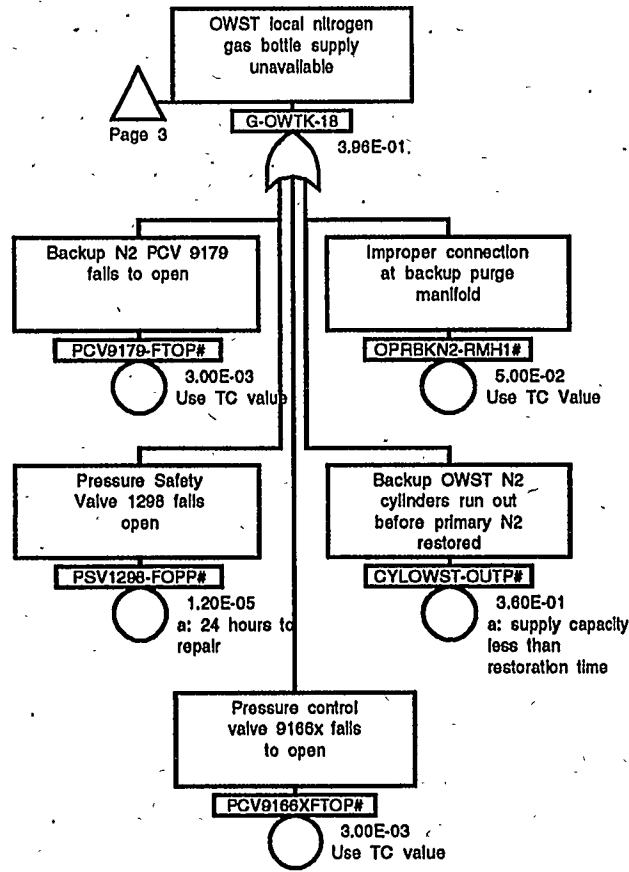 OWST local nitrogen
gas bottle supply
unavailable
Page 3
G-OWTK-18
3.96E-01
Backup N2 PCV 9179
fails to open
PCV9179-FTOP#
3.00E-03
Use TC value
Improper connection
at backup purge
manifold
OPRBKN2-RMH1#
5.00E-02
Use TC Value
Pressure Safety
Valve 1298 fails
open
PSV1298-FOPP#
1.20E-05
a: 24 hours to
repair
Backup OWST N2
cylinders run out
before primary N2
restored
CYLOWST-OUTP#
3.60E-01
a: supply capacity
less than
restoration time
Pressure control
valve 9166x fails
to open
PCV9166XFTOP#
3.00E-03
Use TC value